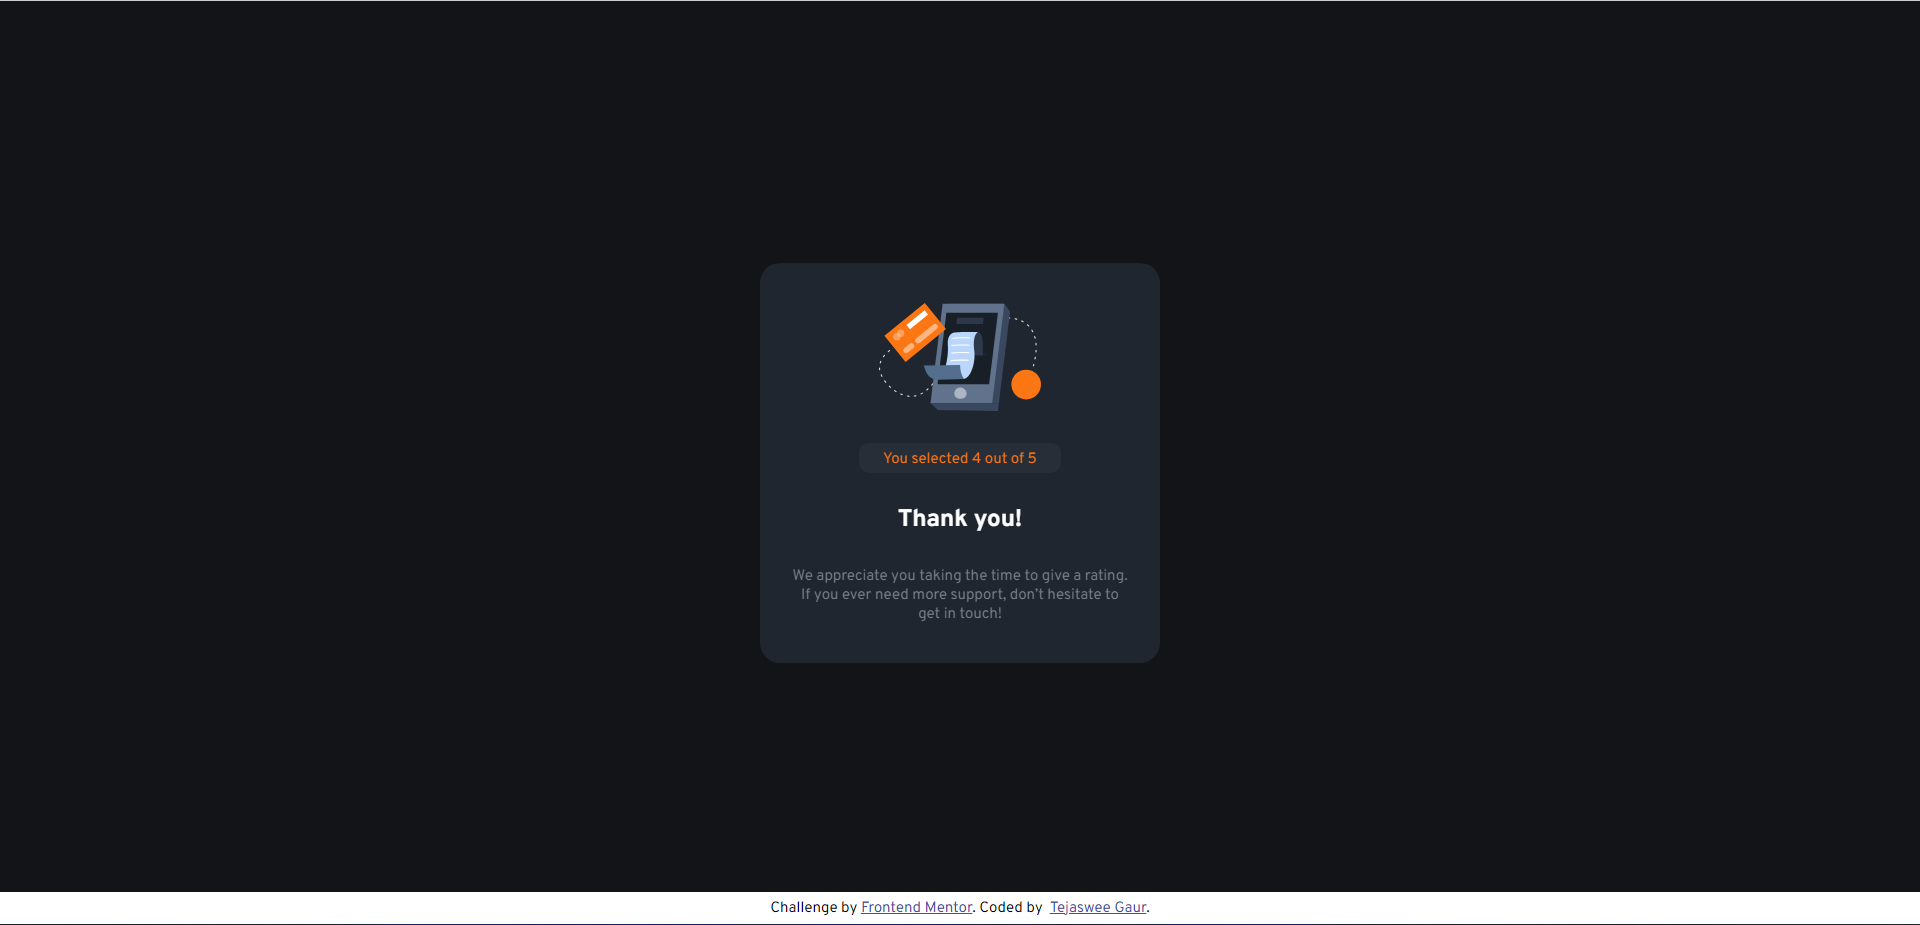 You selected 4 out of 5
Thank you!
We appreciate you taking the time to give a rating.
If you ever need more support, don't hesitate to
get in touch!
Challenge by Frontend Mentor. Coded by Tejaswee Gaur.